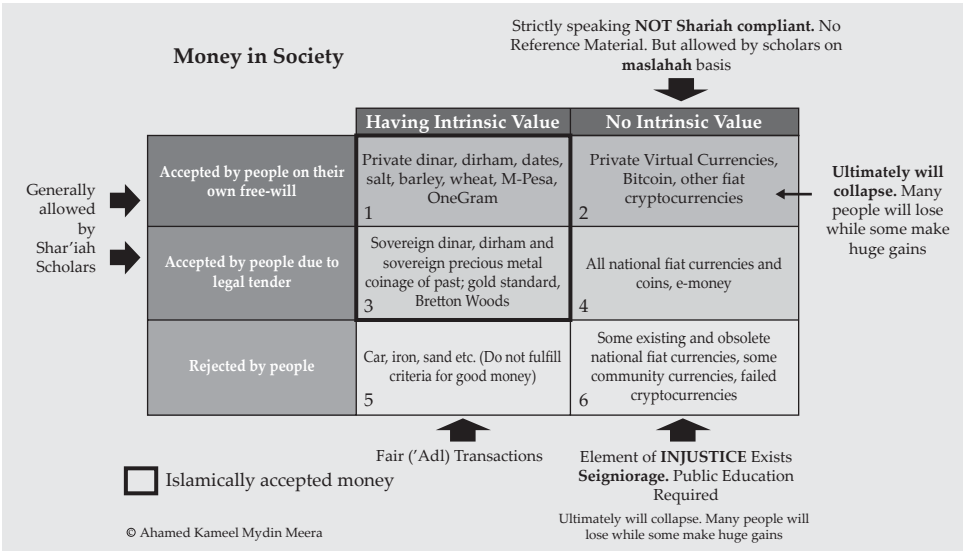 Money in Society
Strictly speaking NOT Shariah compliant. No
Reference Material. But allowed by scholars on
maslahah basis
Having Intrinsic Value
No Intrinsic Value
Generally
allowed
by
Shar’iah
Scholars
Accepted by people on their
own free-will
Private dinar, dirham, dates,
salt, barley, wheat, M-Pesa,
OneGram
1
Private Virtual Currencies,
Bitcoin, other fiat
cryptocurrencies
2
Ultimately will
collapse. Many
people will lose
while some make
huge gains
Accepted by people due to
legal tender
Sovereign dinar, dirham and
sovereign precious metal
coinage of past; gold standard,
Bretton Woods
3
All national fiat currencies and
coins, e-money
4
Rejected by people
Car, iron, sand etc. (Do not fulfill
criteria for good money)
5
Some existing and obsolete
national fiat currencies, some
community currencies, failed
cryptocurrencies
6
Fair ('Adl) Transactions
Element of INJUSTICE Exists
Seigniorage. Public Education
Required
Ultimately will collapse. Many people will
lose while some make huge gains
Islamically accepted money
© Ahamed Kameel Mydin Meera